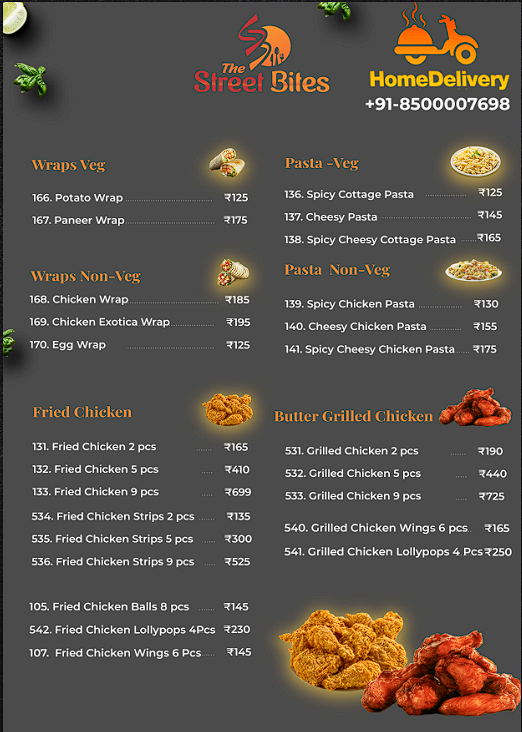 The
Street Bites
HomeDelivery
+91-8500007698
Wraps Veg
166. Potato Wrap ₹125
167. Paneer Wrap ₹175
Wraps Non-Veg
168. Chicken Wrap ₹185
169. Chicken Exotica Wrap ₹195
170. Egg Wrap ₹125
Pasta -Veg
136. Spicy Cottage Pasta ₹125
137. Cheesy Pasta ₹145
138. Spicy Cheesy Cottage Pasta ₹165
Pasta Non-Veg
139. Spicy Chicken Pasta ₹130
140. Cheesy Chicken Pasta ₹155
141. Spicy Cheesy Chicken Pasta ₹175
Fried Chicken
131. Fried Chicken 2 pcs ₹165
132. Fried Chicken 5 pcs ₹410
133. Fried Chicken 9 pcs ₹699
534. Fried Chicken Strips 2 pcs ₹135
535. Fried Chicken Strips 5 pcs ₹300
536. Fried Chicken Strips 9 pcs ₹525
105. Fried Chicken Balls 8 pcs ₹145
542. Fried Chicken Lollypops 4Pcs ₹230
107. Fried Chicken Wings 6 Pcs ₹145
Butter Grilled Chicken
531. Grilled Chicken 2 pcs ₹190
532. Grilled Chicken 5 pcs ₹440
533. Grilled Chicken 9 pcs ₹725
540. Grilled Chicken Wings 6 pcs ₹165
541. Grilled Chicken Lollypops 4 Pcs ₹250